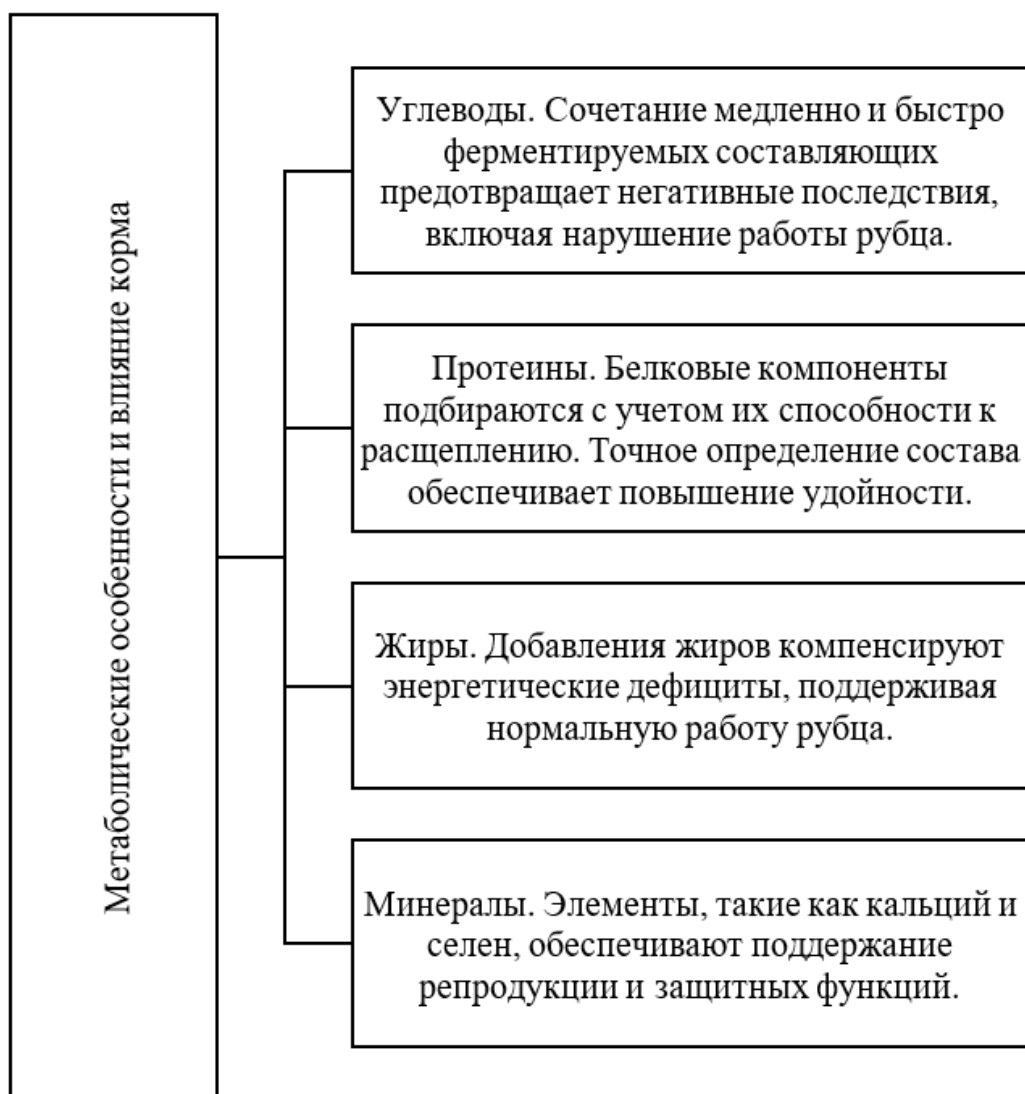 Метаболические особенности и влияние корма
Углеводы. Сочетание медленно и быстро
ферментируемых составляющих
предотвращает негативные последствия,
включая нарушение работы рубца.
Протеины. Белковые компоненты
подбираются с учетом их способности к
расщеплению. Точное определение состава
обеспечивает повышение удойности.
Жиры. Добавления жиров компенсируют
энергетические дефициты, поддерживая
нормальную работу рубца.
Минералы. Элементы, такие как кальций и
селен, обеспечивают поддержание
репродукции и защитных функций.